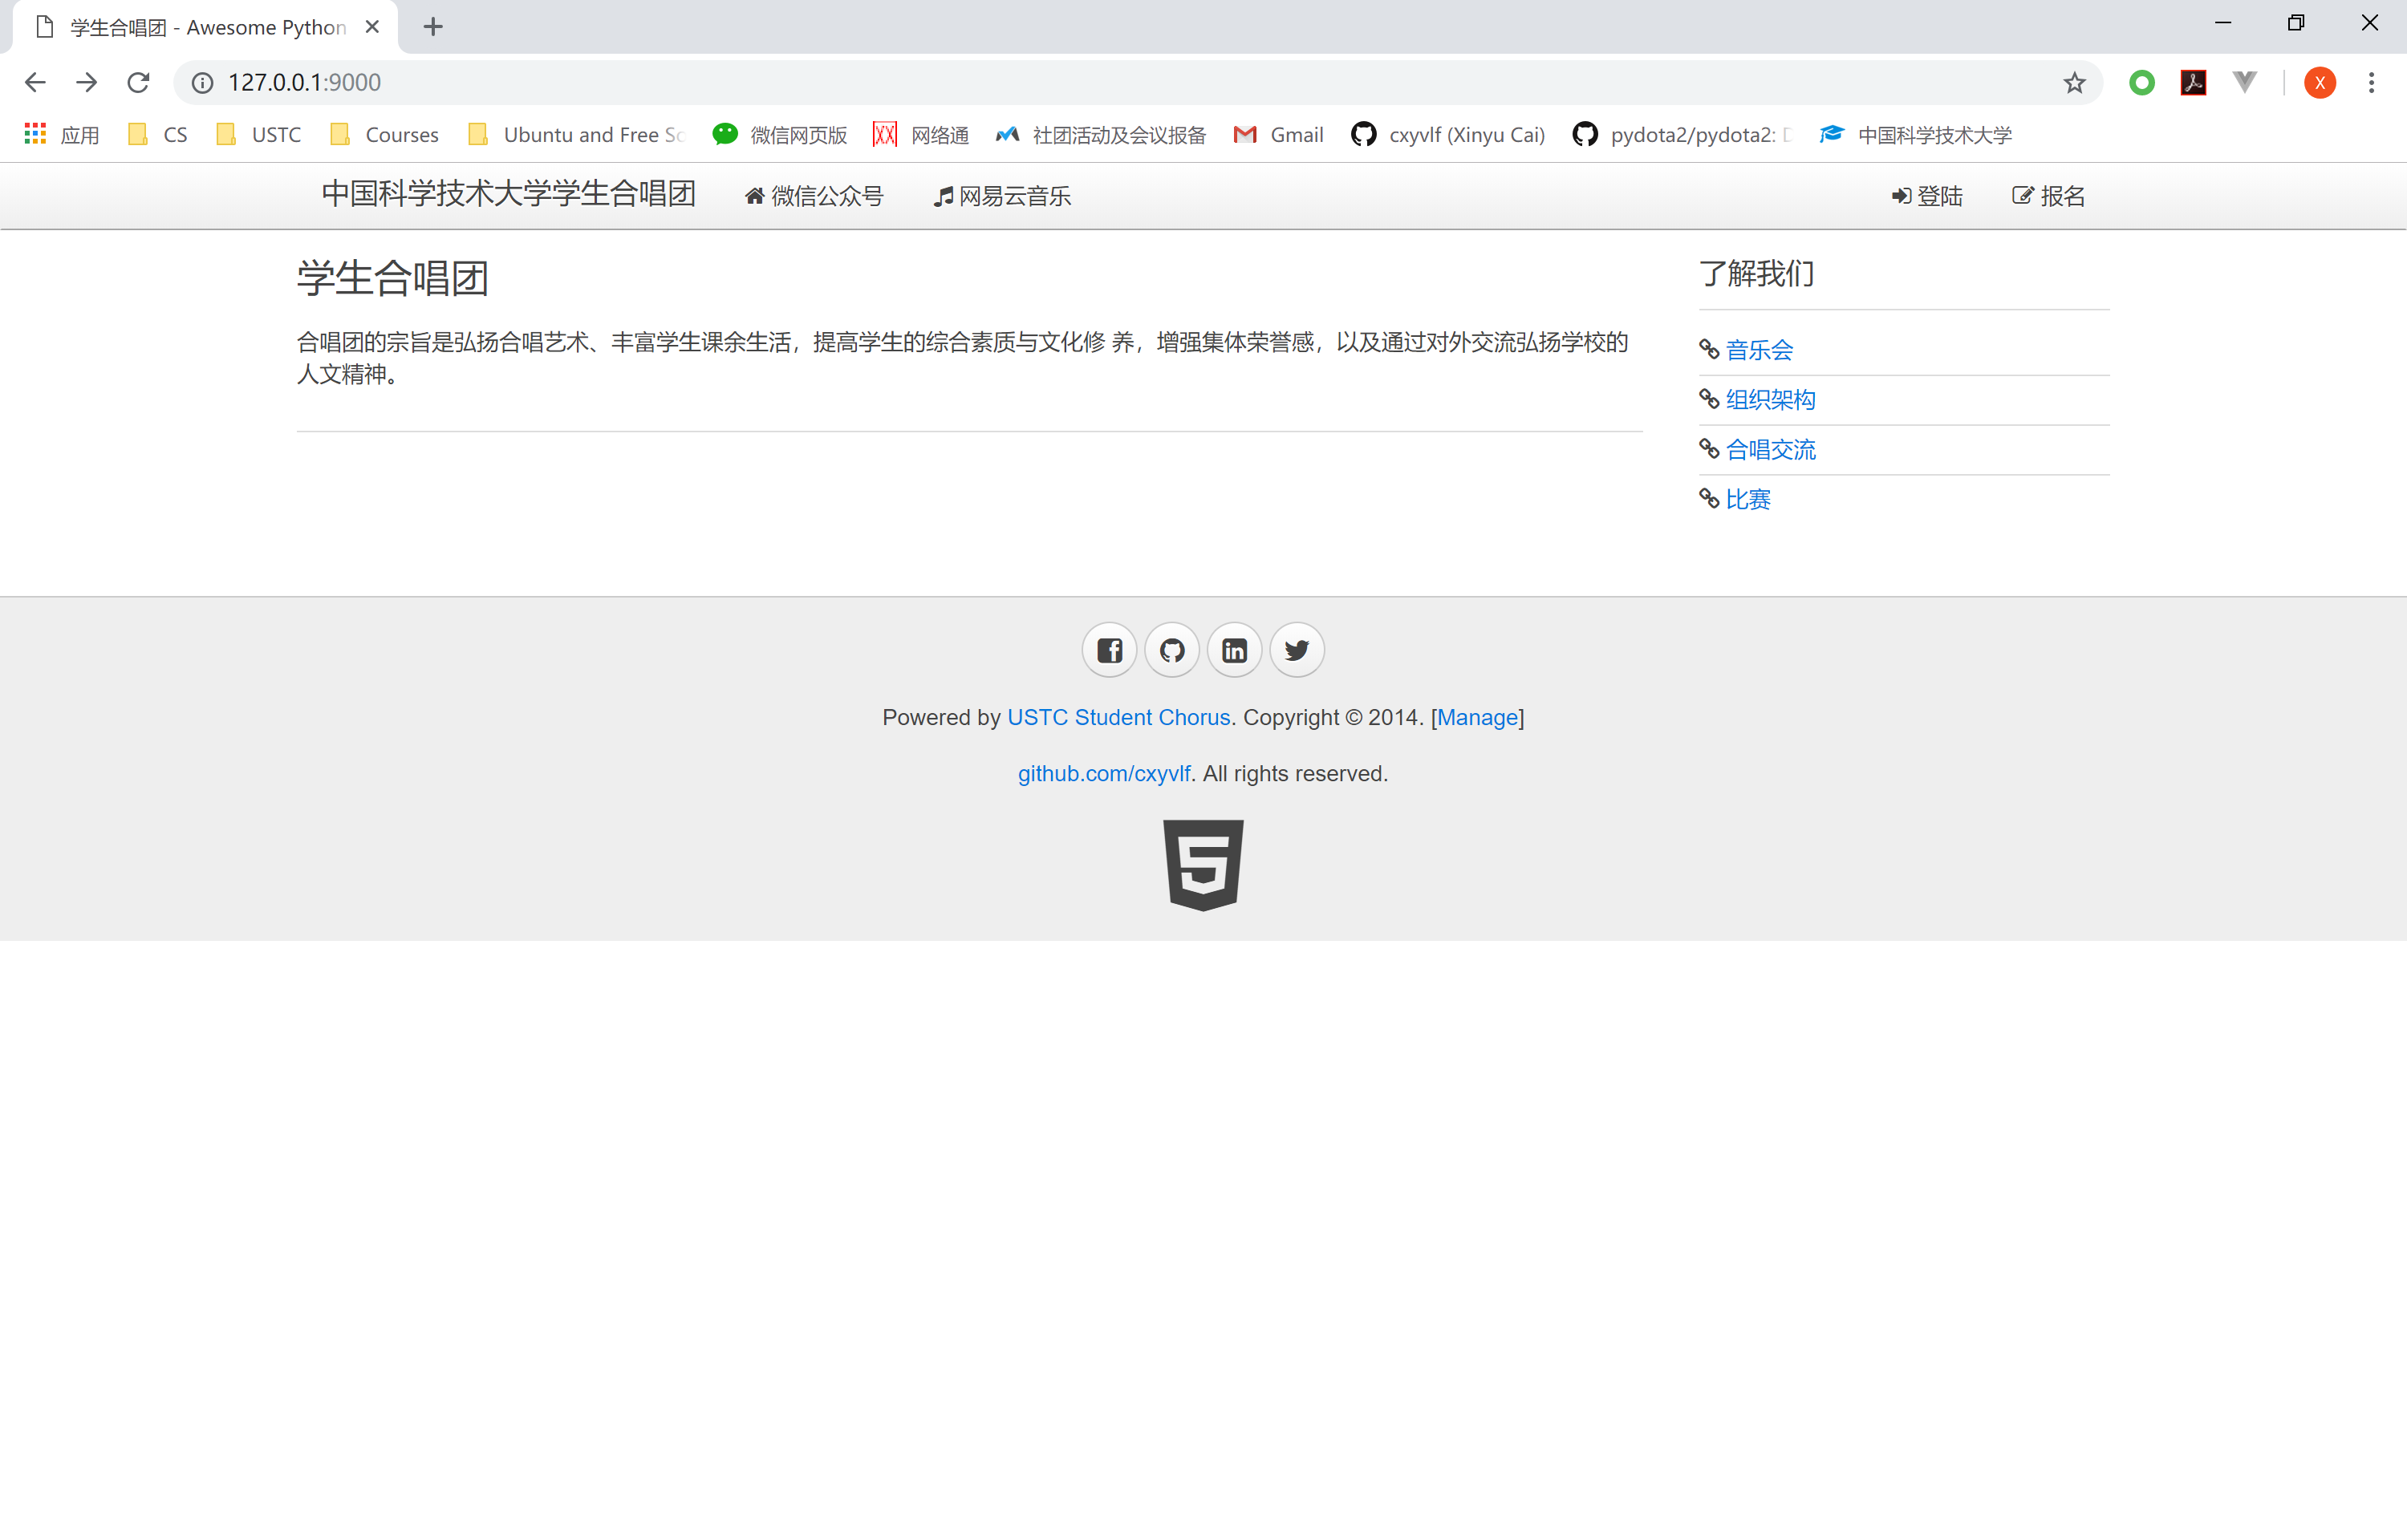 学生合唱团 - Awesome Python
127.0.0.1:9000
应用 CS USTC Courses Ubuntu and Free 微信网页版 网络通 社团活动及会议报备 Gmail cxyvlf (Xinyu Cai) pydota2/pydota2: 中国科学技术大学
X
中国科学技术大学学生合唱团 微信公众号 网易云音乐 登陆 报名
学生合唱团
合唱团的宗旨是弘扬合唱艺术、丰富学生课余生活，提高学生的综合素质与文化修 养，增强集体荣誉感，以及通过对外交流弘扬学校的
人文精神。
了解我们
音乐会
组织架构
合唱交流
比赛
Powered by USTC Student Chorus. Copyright © 2014. [Manage]
github.com/cxyvlf. All rights reserved.